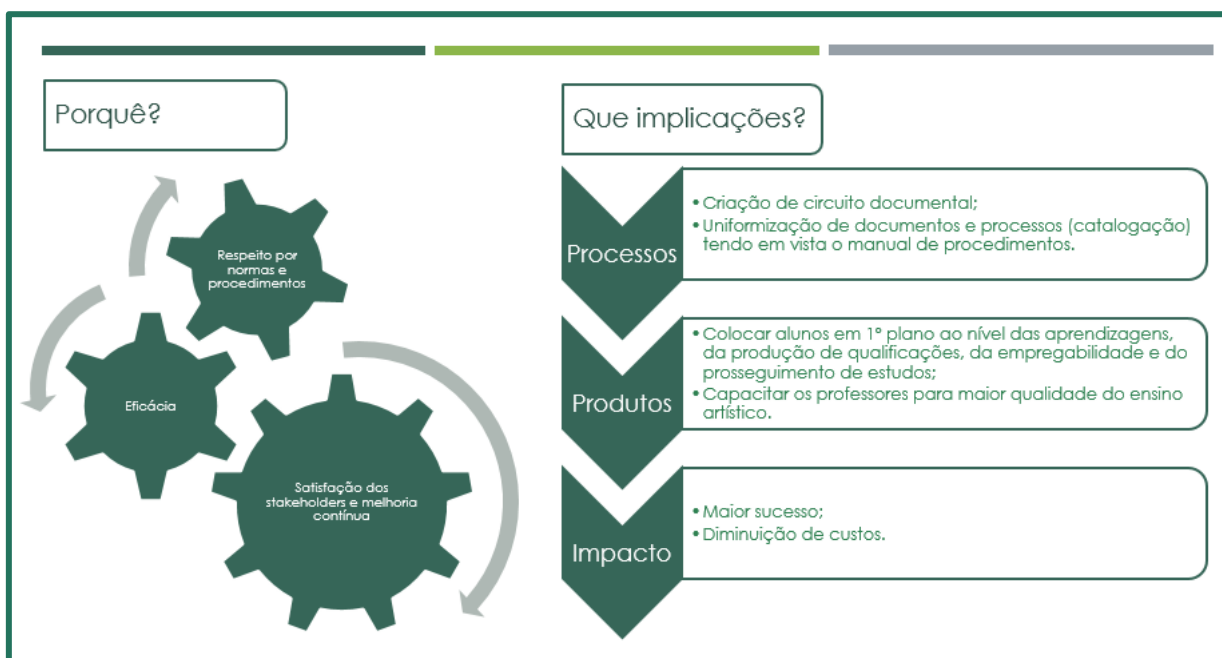 Porquê?
Respeito por
normas e
procedimentos
Eficácia
Satisfação dos
stakeholders e melhoria
contínua
Que implicações?
Processos
•Criação de circuito documental;
•Uniformização de documentos e processos (catalogação)
tendo em vista o manual de procedimentos.
Produtos
•Colocar alunos em 1º plano ao nível das aprendizagens,
da produção de qualificações, da empregabilidade e do
prosseguimento de estudos;
•Capacitar os professores para maior qualidade do ensino
artístico.
Impacto
•Maior sucesso;
•Diminuição de custos.